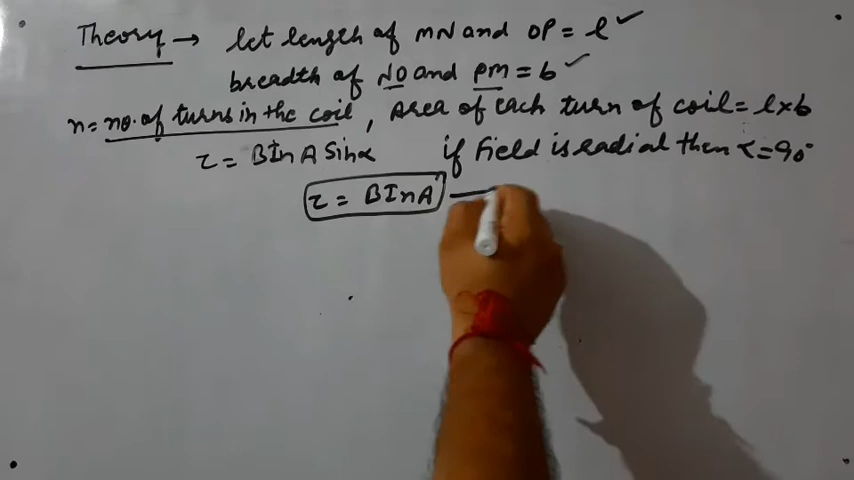 Theory → let length of MN and OP = l ✓
breadth of NO and PM = b ✓
n = no. of turns in the coil, Area of each turn of coil = l×b
τ = BInA Sinα if field is radial then α = 90°
τ = BInA —